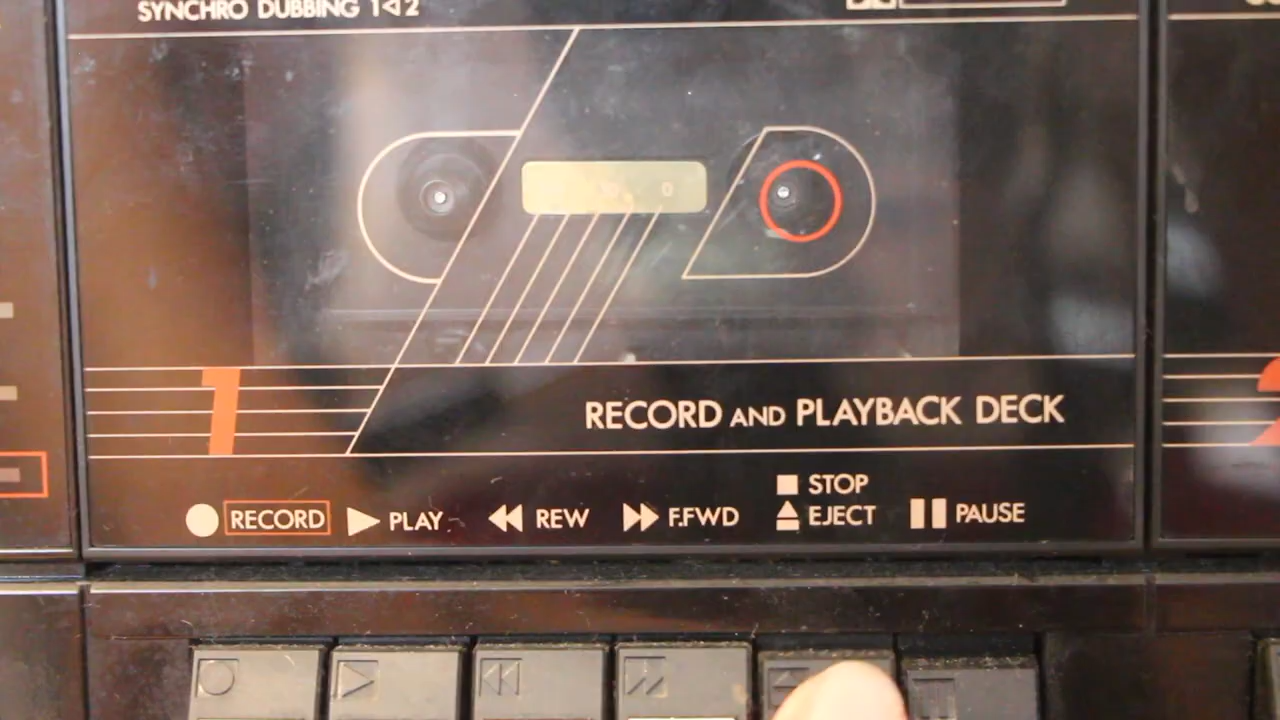 SYNCHRO DUBBING 1◁2
1
RECORD AND PLAYBACK DECK
STOP
RECORD PLAY REW F.FWD EJECT PAUSE